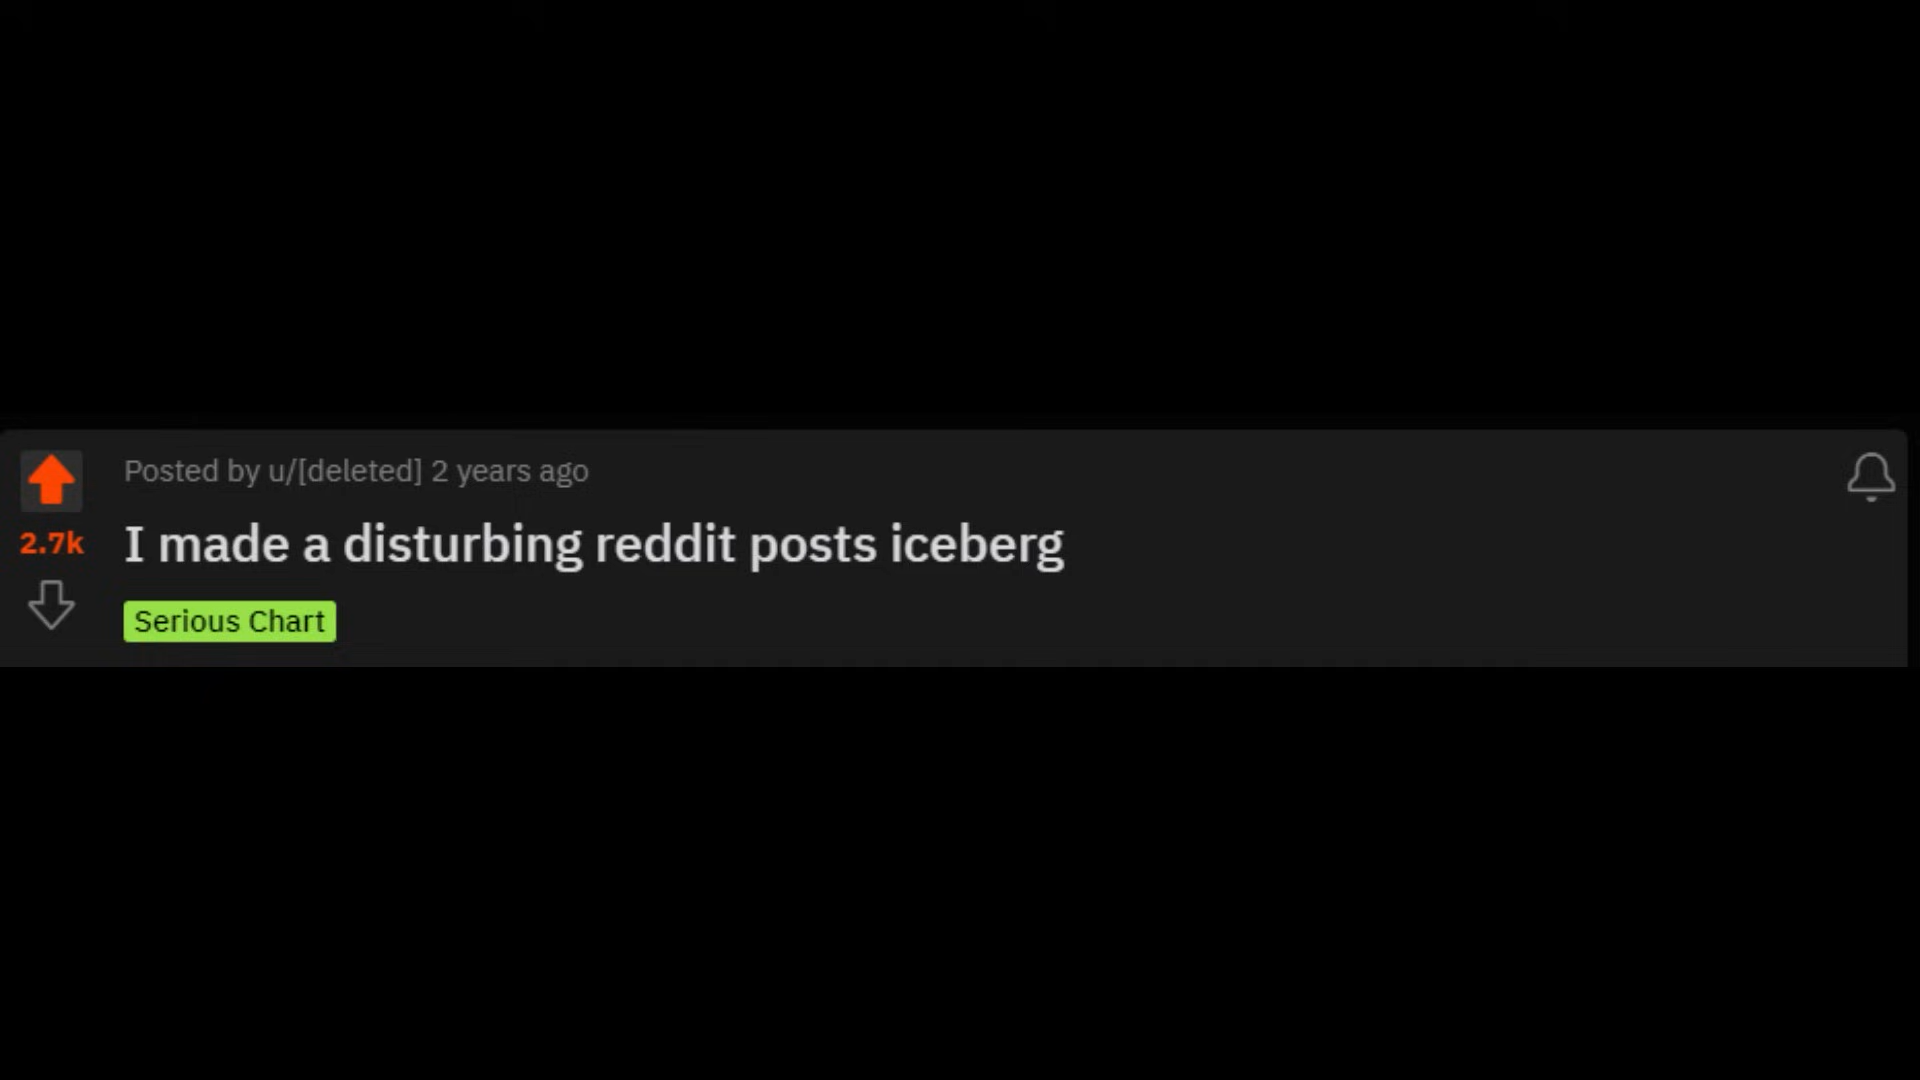 Posted by u/[deleted] 2 years ago
2.7k
I made a disturbing reddit posts iceberg
Serious Chart